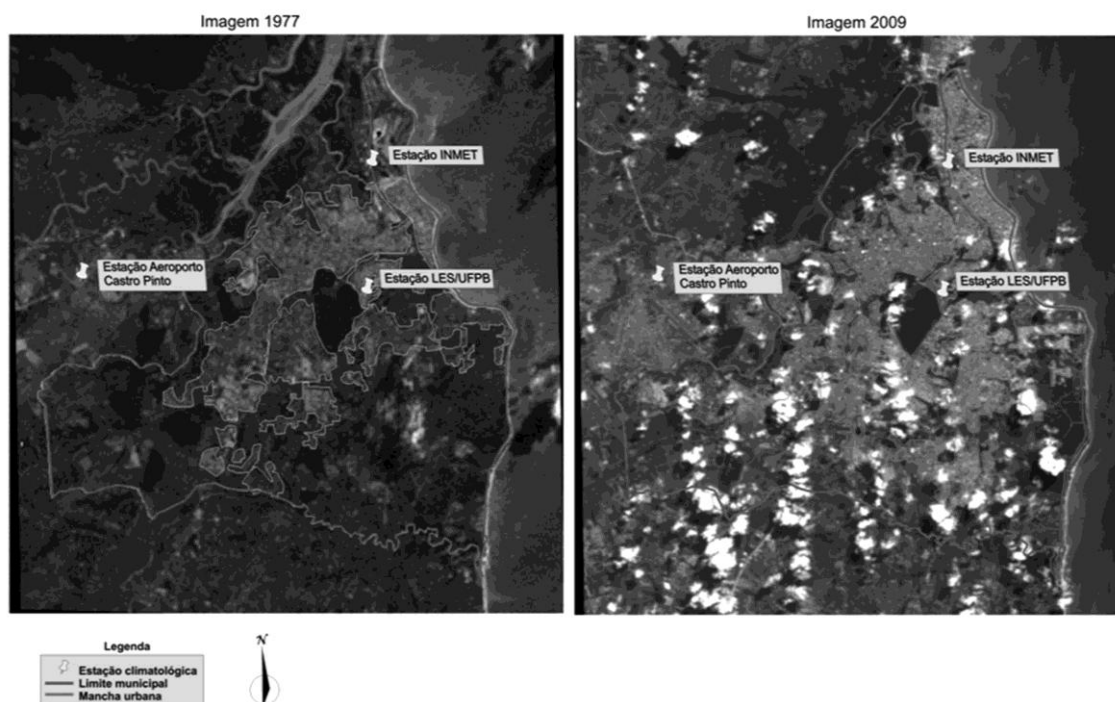 Imagem 1977
Imagem 2009
Estação INMET
Estação Aeroporto
Castro Pinto
Estação LES/UFPB
Estação INMET
Estação Aeroporto
Castro Pinto
Estação LES/UFPB
Legenda
Estação climatológica
Limite municipal
Mancha urbana
N